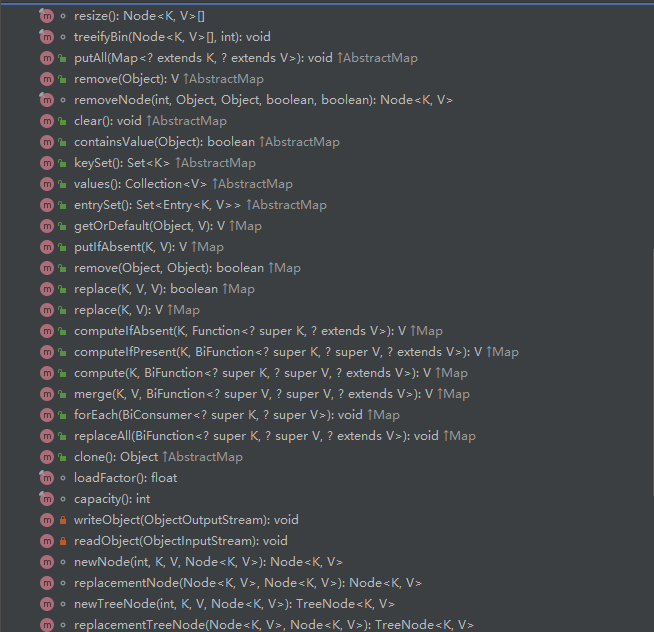 resize(): Node<K, V>[]
treeifyBin(Node<K, V>[], int): void
putAll(Map<? extends K, ? extends V>): void ↑AbstractMap
remove(Object): V ↑AbstractMap
removeNode(int, Object, Object, boolean, boolean): Node<K, V>
clear(): void ↑AbstractMap
containsValue(Object): boolean ↑AbstractMap
keySet(): Set<K> ↑AbstractMap
values(): Collection<V> ↑AbstractMap
entrySet(): Set<Entry<K, V>> ↑AbstractMap
getOrDefault(Object, V): V ↑Map
putIfAbsent(K, V): V ↑Map
remove(Object, Object): boolean ↑Map
replace(K, V, V): boolean ↑Map
replace(K, V): V ↑Map
computeIfAbsent(K, Function<? super K, ? extends V>): V ↑Map
computeIfPresent(K, BiFunction<? super K, ? super V, ? extends V>): V ↑Map
compute(K, BiFunction<? super K, ? super V, ? extends V>): V ↑Map
merge(K, V, BiFunction<? super V, ? super V, ? extends V>): V ↑Map
forEach(BiConsumer<? super K, ? super V>): void ↑Map
replaceAll(BiFunction<? super K, ? super V, ? extends V>): void ↑Map
clone(): Object ↑AbstractMap
loadFactor(): float
capacity(): int
writeObject(ObjectOutputStream): void
readObject(ObjectInputStream): void
newNode(int, K, V, Node<K, V>): Node<K, V>
replacementNode(Node<K, V>, Node<K, V>): Node<K, V>
newTreeNode(int, K, V, Node<K, V>): TreeNode<K, V>
replacementTreeNode(Node<K, V>, Node<K, V>): TreeNode<K, V>